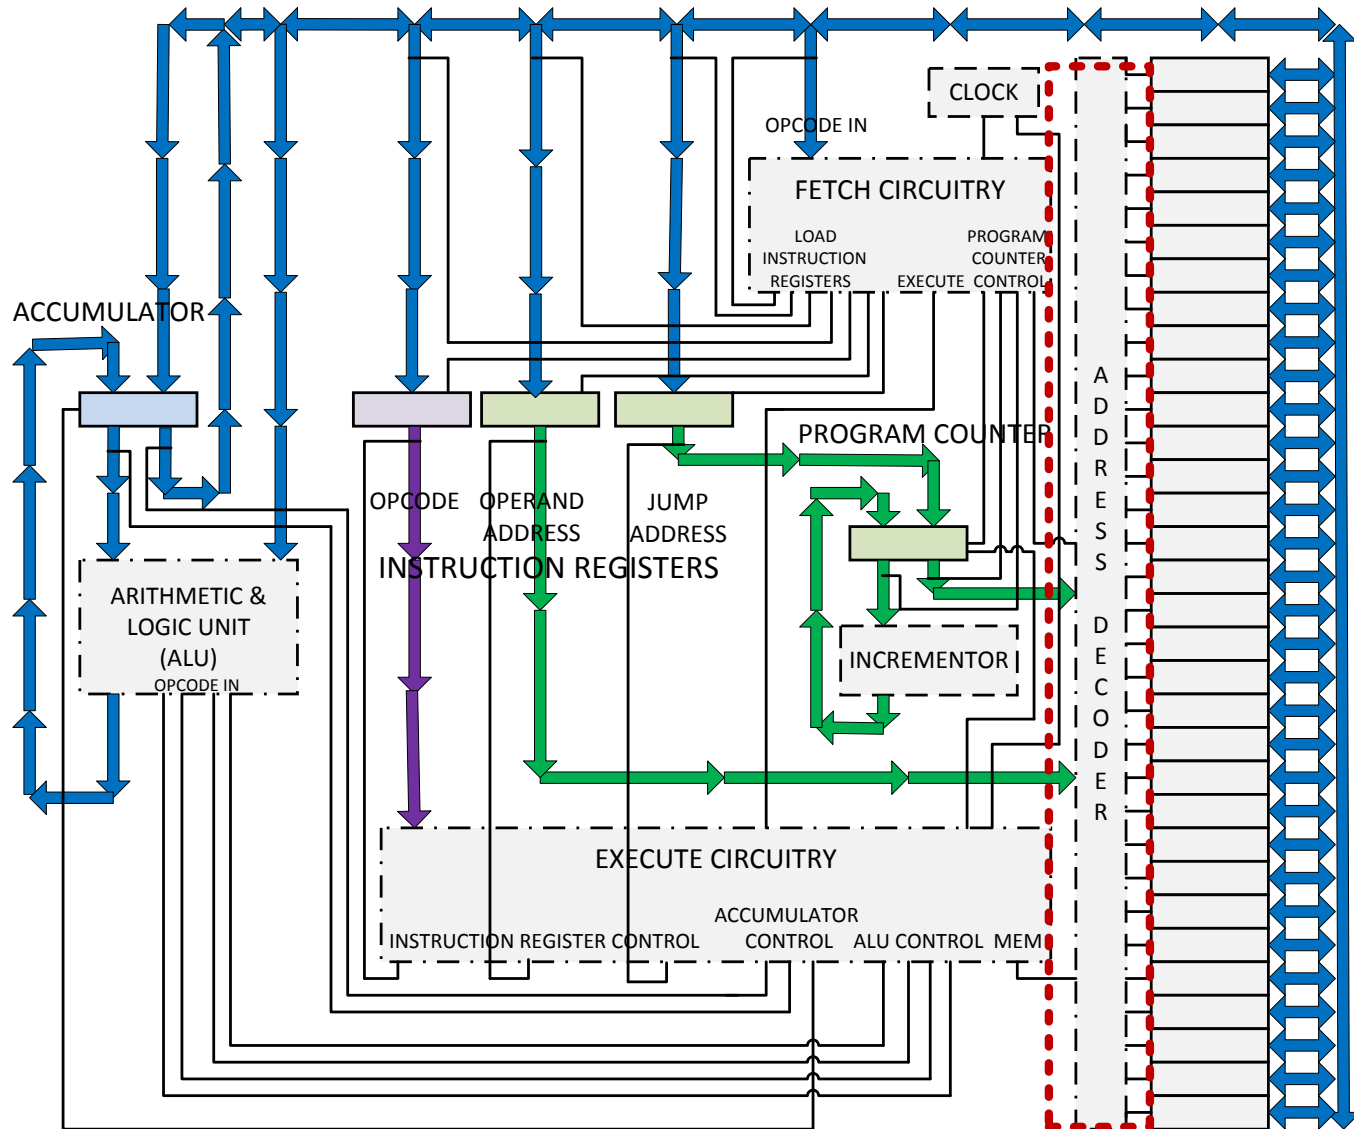 CLOCK
OPCODE IN
FETCH CIRCUITRY
LOAD
INSTRUCTION
REGISTERS
EXECUTE
PROGRAM
COUNTER
CONTROL
ACCUMULATOR
PROGRAM COUNTER
OPCODE
OPERAND
ADDRESS
JUMP
ADDRESS
INSTRUCTION REGISTERS
ARITHMETIC &
LOGIC UNIT
(ALU)
OPCODE IN
INCREMENTOR
ADDRESS DECODER
EXECUTE CIRCUITRY
INSTRUCTION REGISTER CONTROL
ACCUMULATOR
CONTROL
ALU CONTROL
MEM